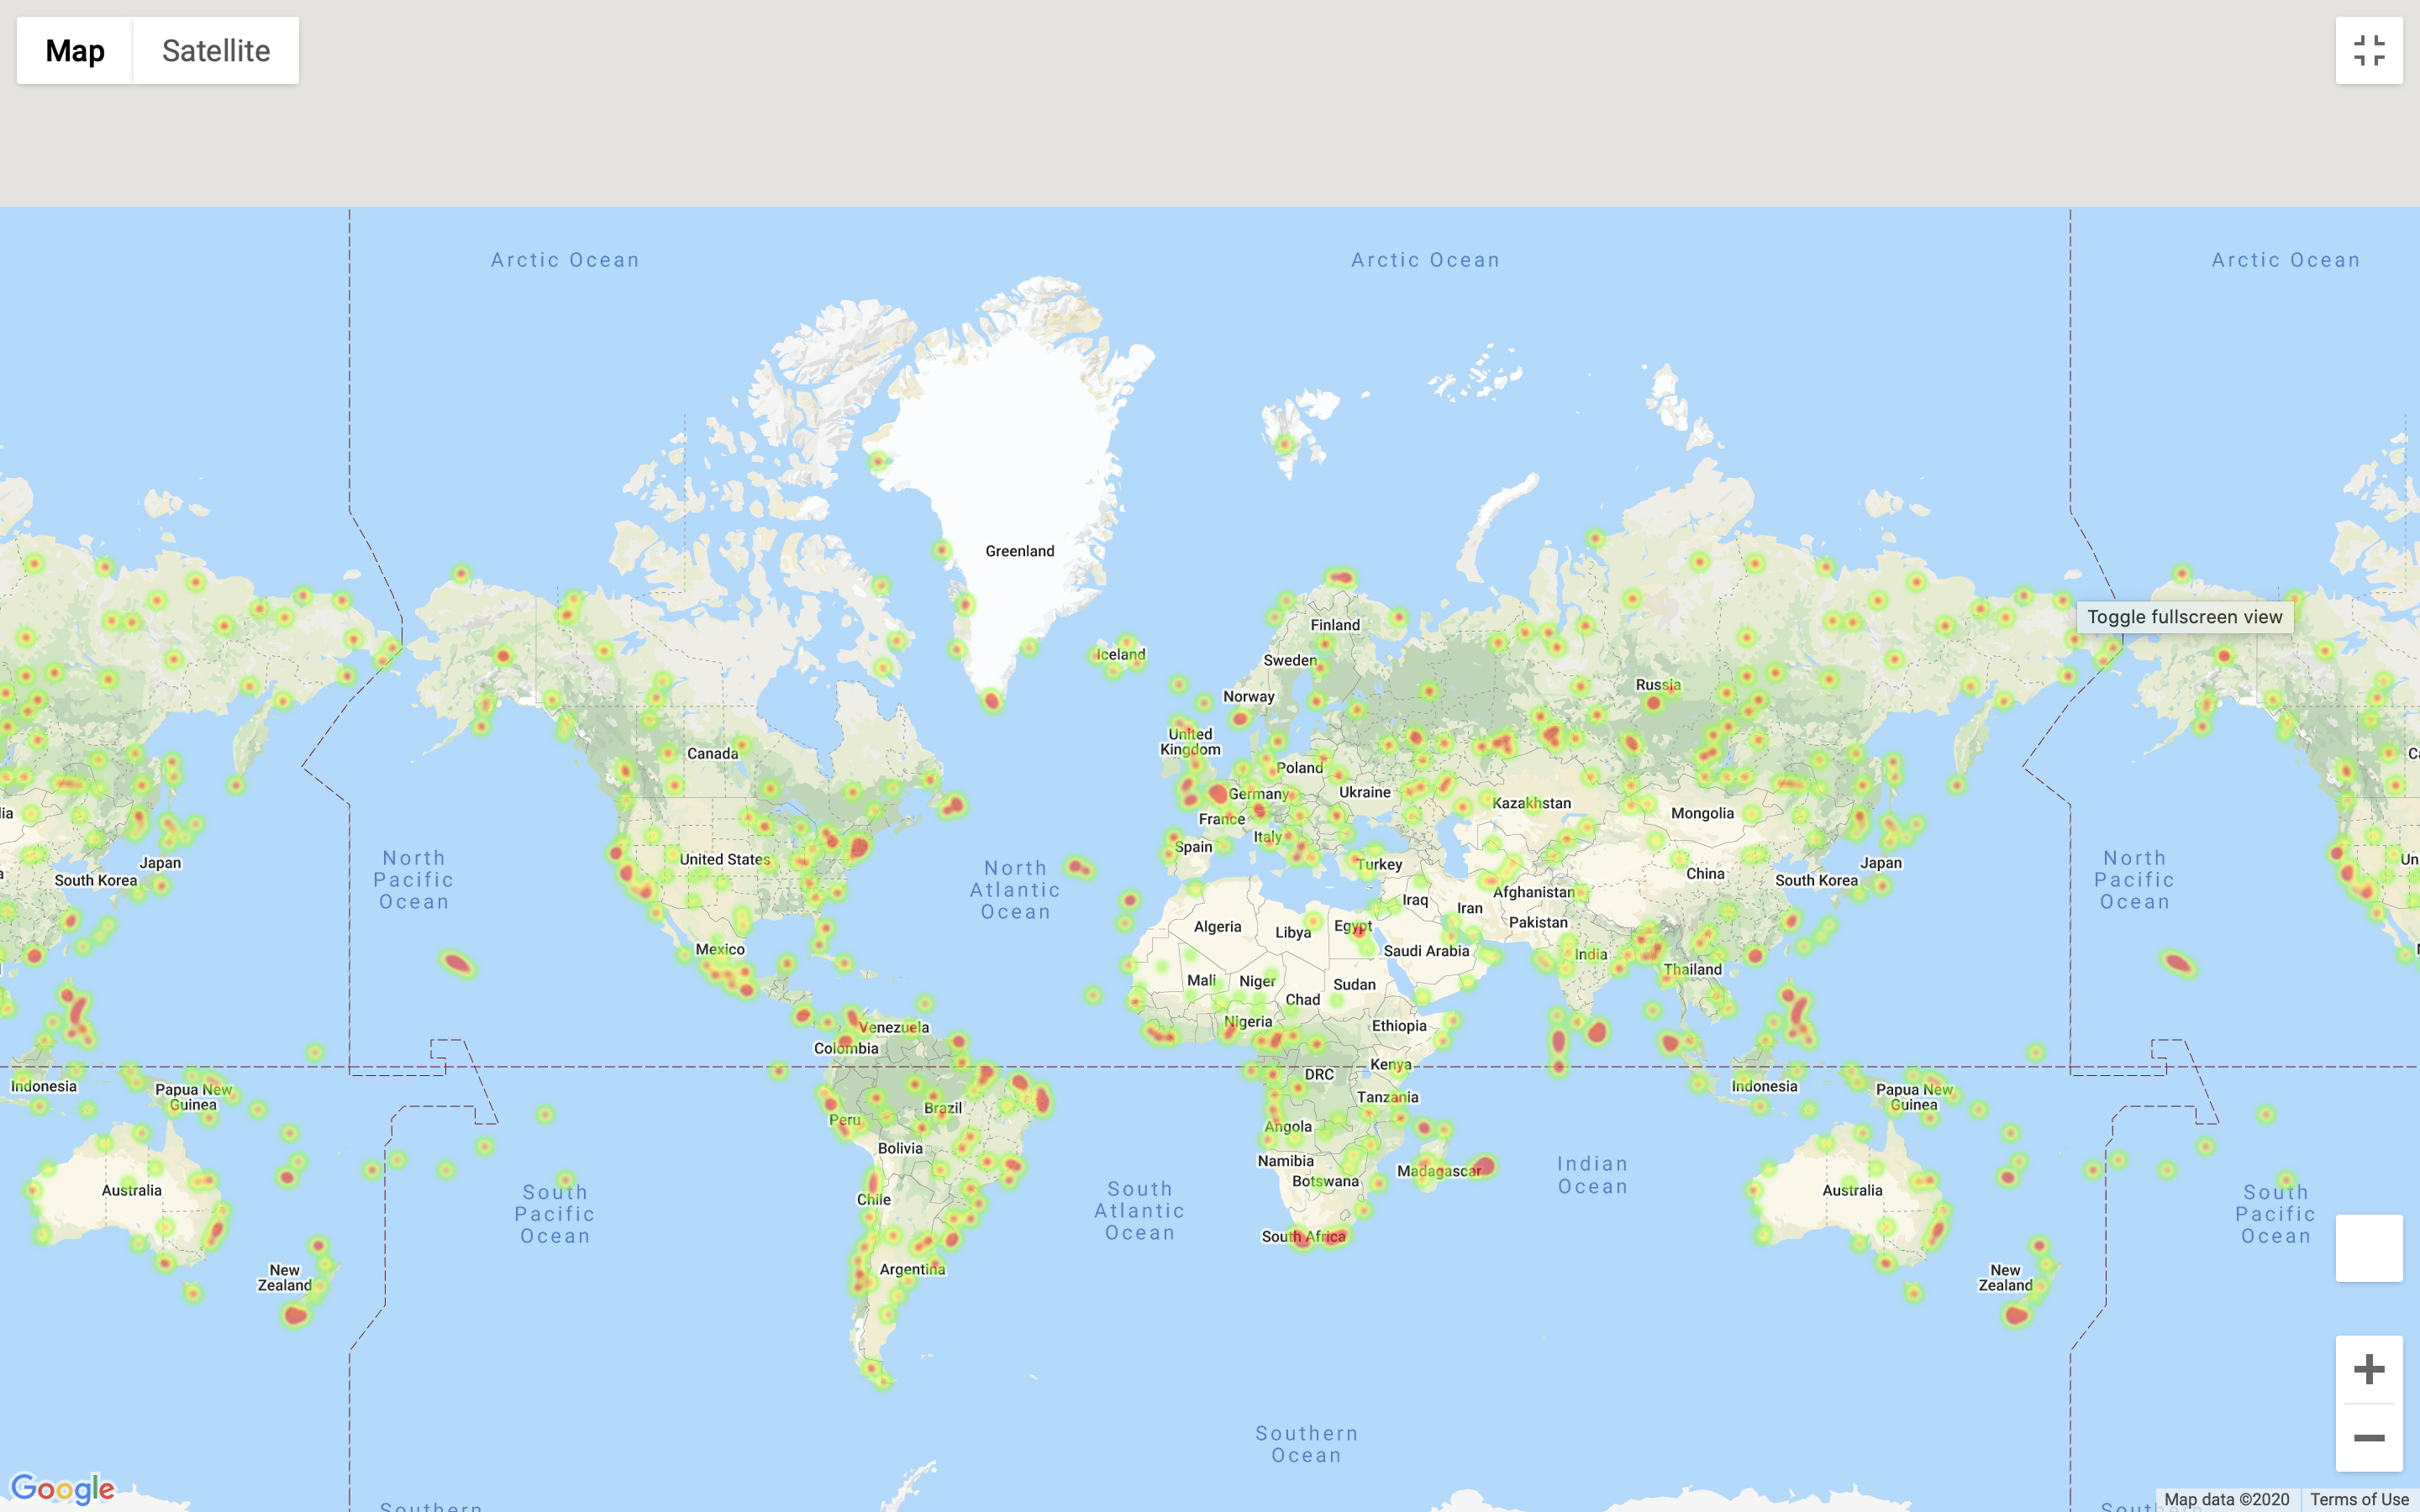 Map
Satellite
Arctic Ocean
Arctic Ocean
Arctic Ocean
Greenland
Iceland
Finland
Sweden
Norway
Russia
Toggle fullscreen view
United
Kingdom
Canada
Poland
Germany
Ukraine
Kazakhstan
Mongolia
France
Italy
Spain
Turkey
United States
Japan
South Korea
North
Pacific
Ocean
North
Atlantic
Ocean
China
Afghanistan
Iraq
Iran
Pakistan
Japan
South Korea
North
Pacific
Ocean
Algeria
Libya
Egypt
Saudi Arabia
Mexico
India
Thailand
Mali
Niger
Chad
Sudan
Nigeria
Ethiopia
Venezuela
Colombia
Kenya
DRC
Indonesia
Papua New
Guinea
Tanzania
Indonesia
Papua New
Guinea
Peru
Brazil
Angola
Bolivia
Namibia
Botswana
Madagascar
Indian
Ocean
Australia
Australia
South
Pacific
Ocean
Chile
South
Atlantic
Ocean
South Africa
South
Pacific
Ocean
Argentina
New
Zealand
New
Zealand
Southern
Ocean
Google
Southern
Map data ©2020
Terms of Use